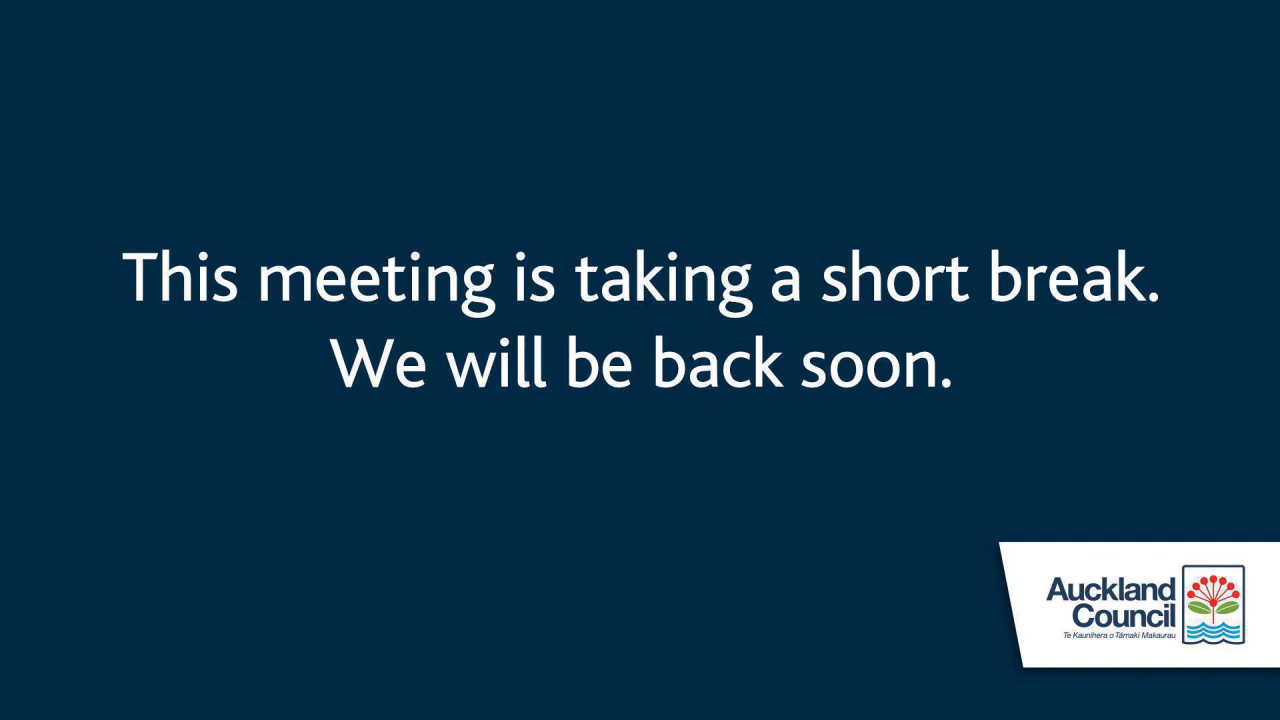 This meeting is taking a short break.
We will be back soon.
Auckland
Council
Te Kaunihera o Tāmaki Makaurau